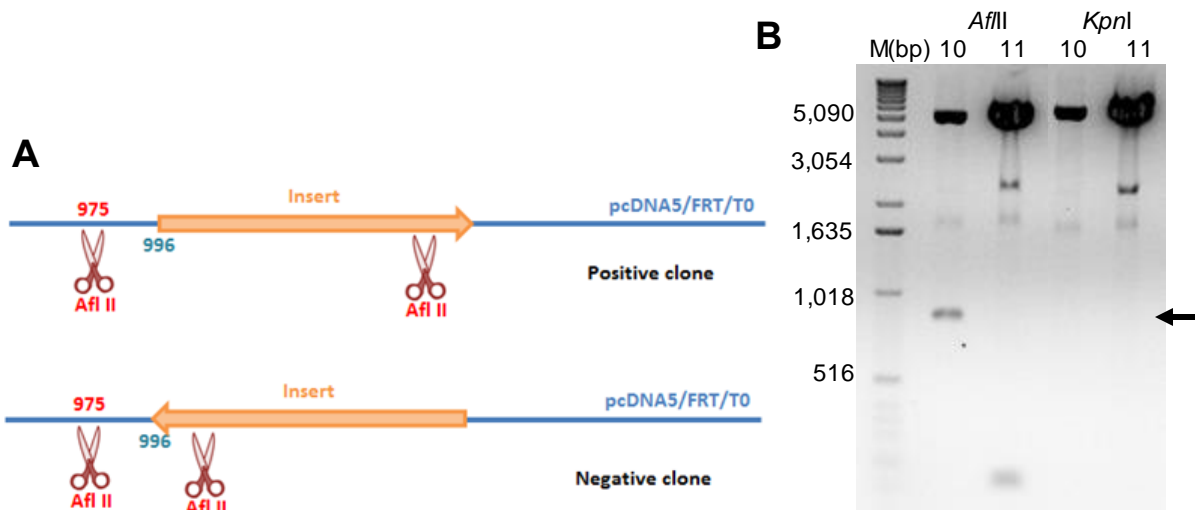 A
975
Insert
pcDNA5/FRT/T0
996
Afl II
Afl II
Positive clone
975
Insert
pcDNA5/FRT/T0
996
Afl II
Afl II
Negative clone
B
AflII KpnI
M(bp) 10 11 10 11
5,090
3,054
1,635
1,018
516